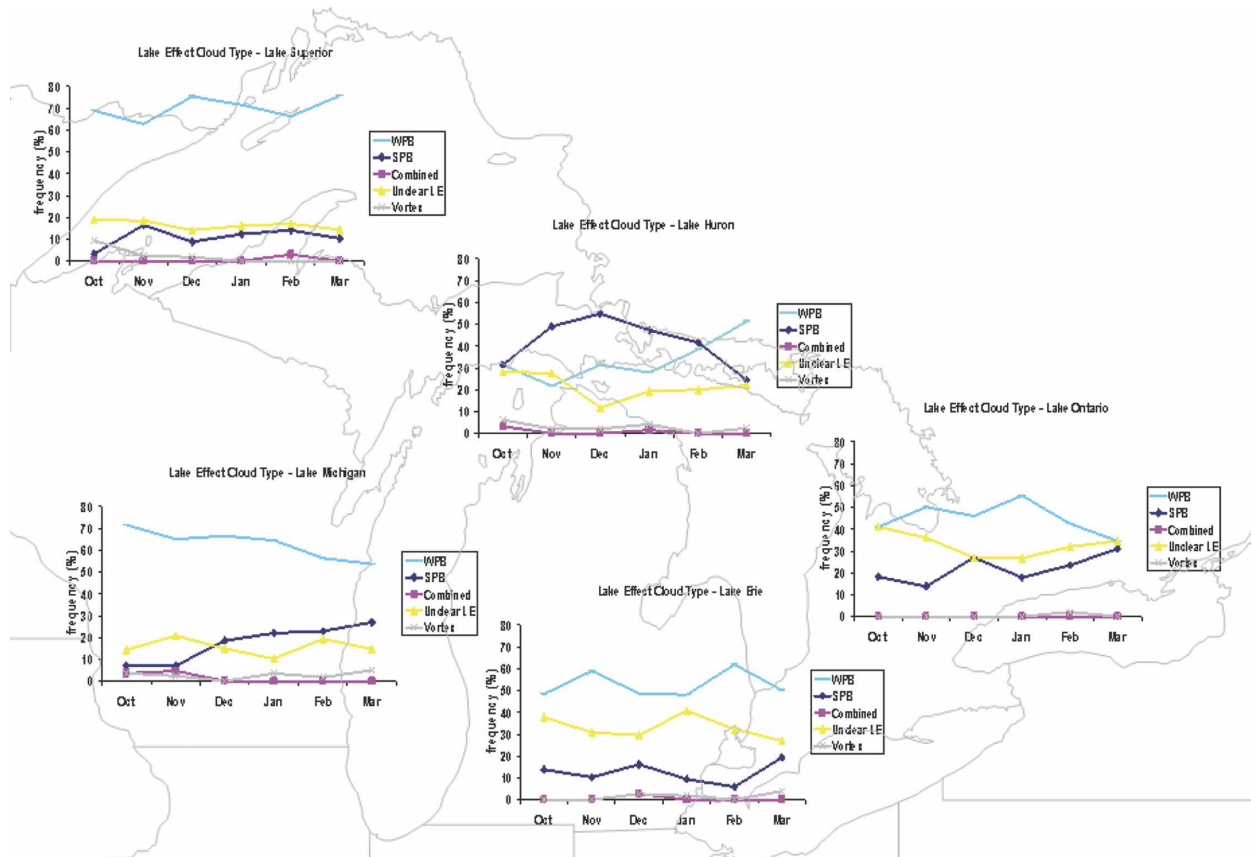 Lake Effect Cloud Type - Lake Superior
frequency (%)
80
70
60
50
40
30
20
10
0
Oct Nov Dec Jan Feb Mar
WPB
SPB
Combined
Unclear LE
Vortex
Lake Effect Cloud Type - Lake Huron
frequency (%)
80
70
60
50
40
30
20
10
0
Oct Nov Dec Jan Feb Mar
WPB
SPB
Combined
Unclear LE
Vortex
Lake Effect Cloud Type - Lake Ontario
frequency (%)
80
70
60
50
40
30
20
10
0
Oct Nov Dec Jan Feb Mar
WPB
SPB
Combined
Unclear LE
Vortex
Lake Effect Cloud Type - Lake Michigan
frequency (%)
80
70
60
50
40
30
20
10
0
Oct Nov Dec Jan Feb Mar
WPB
SPB
Combined
Unclear LE
Vortex
Lake Effect Cloud Type - Lake Erie
frequency (%)
80
70
60
50
40
30
20
10
0
Oct Nov Dec Jan Feb Mar
WPB
SPB
Combined
Unclear LE
Vortex